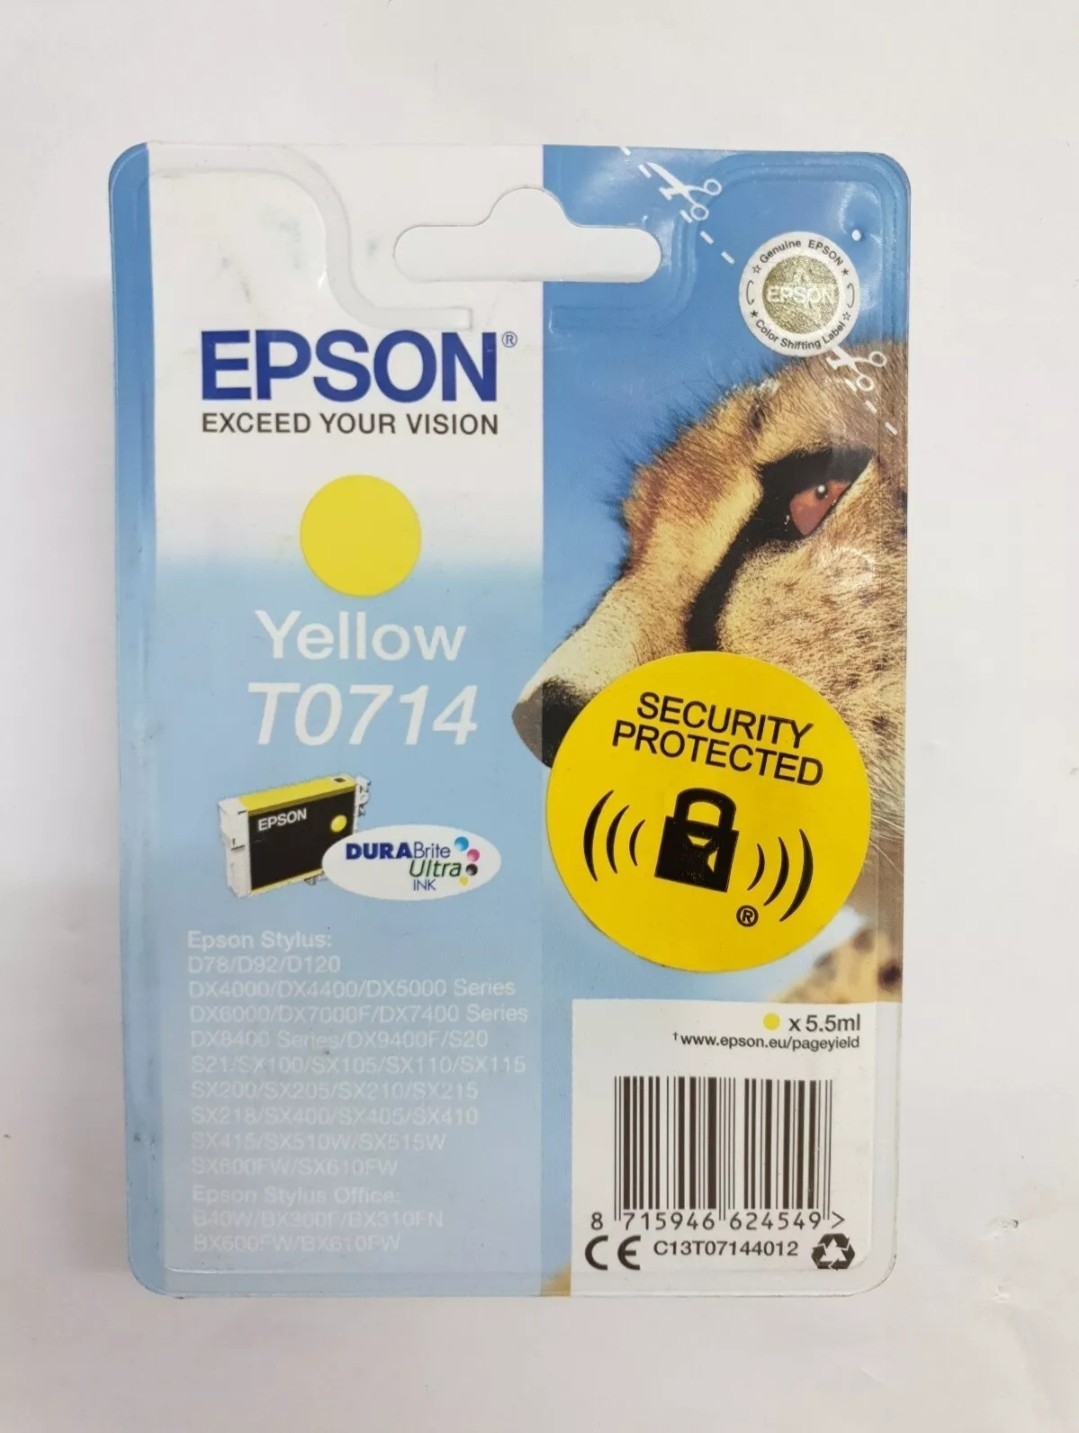 Genuine EPSON
EPSON
Color Shifting Label
EPSON®
EXCEED YOUR VISION
Yellow
T0714
EPSON
DURABrite
Ultra
INK
SECURITY
PROTECTED
®
Epson Stylus:
D78/D92/D120
DX4000/DX4400/DX5000 Series
DX6000/DX7000F/DX7400 Series
DX8400 Series/DX9400F/S20
S21/SX100/SX105/SX110/SX115
SX200/SX205/SX210/SX215
SX218/SX400/SX405/SX410
SX415/SX510W/SX515W
SX600FW/SX610FW
Epson Stylus Office:
B40W/BX300F/BX310FN
BX600FW/BX610FW
x 5.5ml
†www.epson.eu/pageyield
8 715946 624549 >
CE C13T07144012